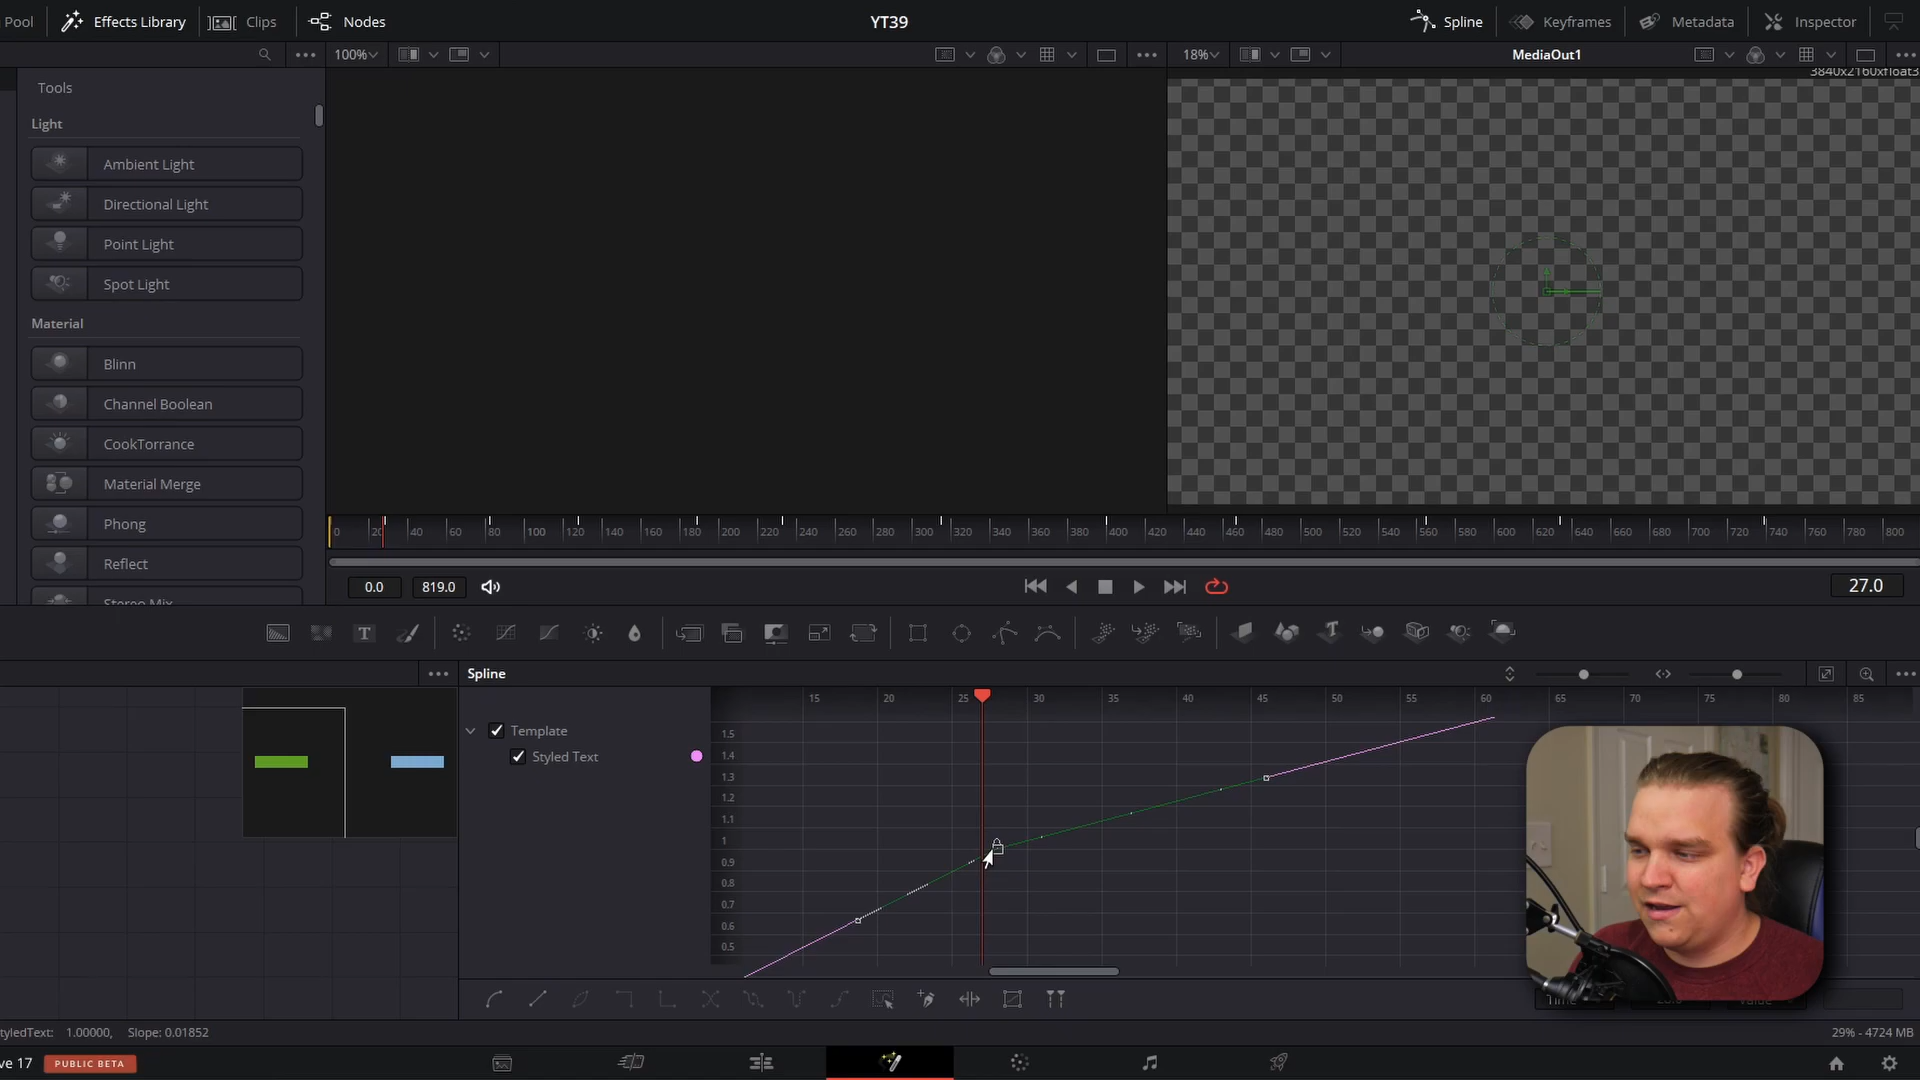 Pool
Effects Library
Clips
Nodes
YT39
Spline
Keyframes
Metadata
Inspector
100%
18%
MediaOut1
3840x2160xfloat3
Tools
Light
Ambient Light
Directional Light
Point Light
Spot Light
Material
Blinn
Channel Boolean
CookTorrance
Material Merge
Phong
Reflect
Stereo Mix
0 20 40 60 80 100 120 140 160 180 200 220 240 260 280 300 320 340 360 380 400 420 440 460 480 500 520 540 560 580 600 620 640 660 680 700 720 740 760 780 800
0.0
819.0
27.0
T
T
Spline
Template
Styled Text
15 20 25 30 35 40 45 50 55 60 65 70 75 80 85
1.5
1.4
1.3
1.2
1.1
1
0.9
0.8
0.7
0.6
0.5
Time
tyledText: 1.00000, Slope: 0.01852
29% - 4724 MB
ve 17
PUBLIC BETA